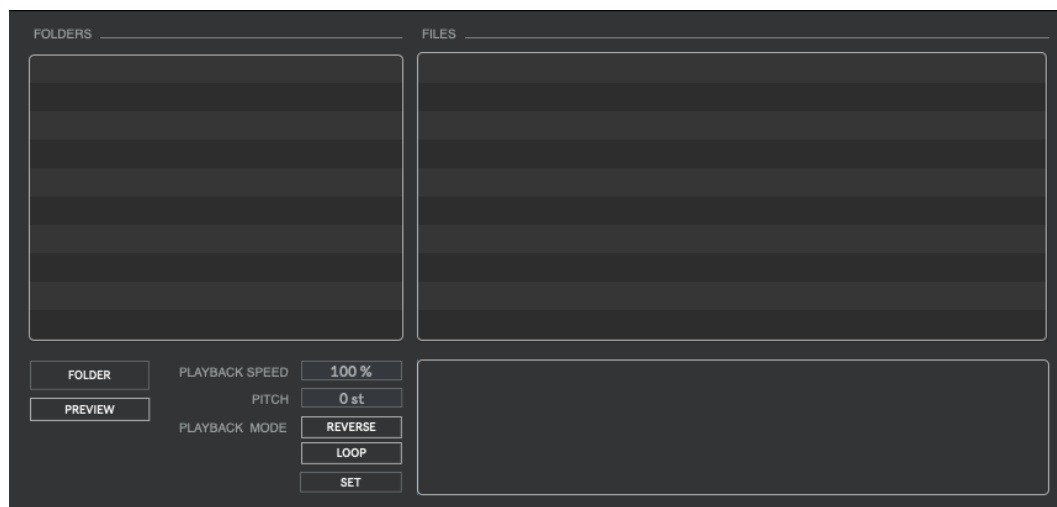 FOLDERS
FILES
FOLDER
PLAYBACK SPEED 100 %
PREVIEW
PITCH 0 st
PLAYBACK MODE REVERSE
LOOP
SET